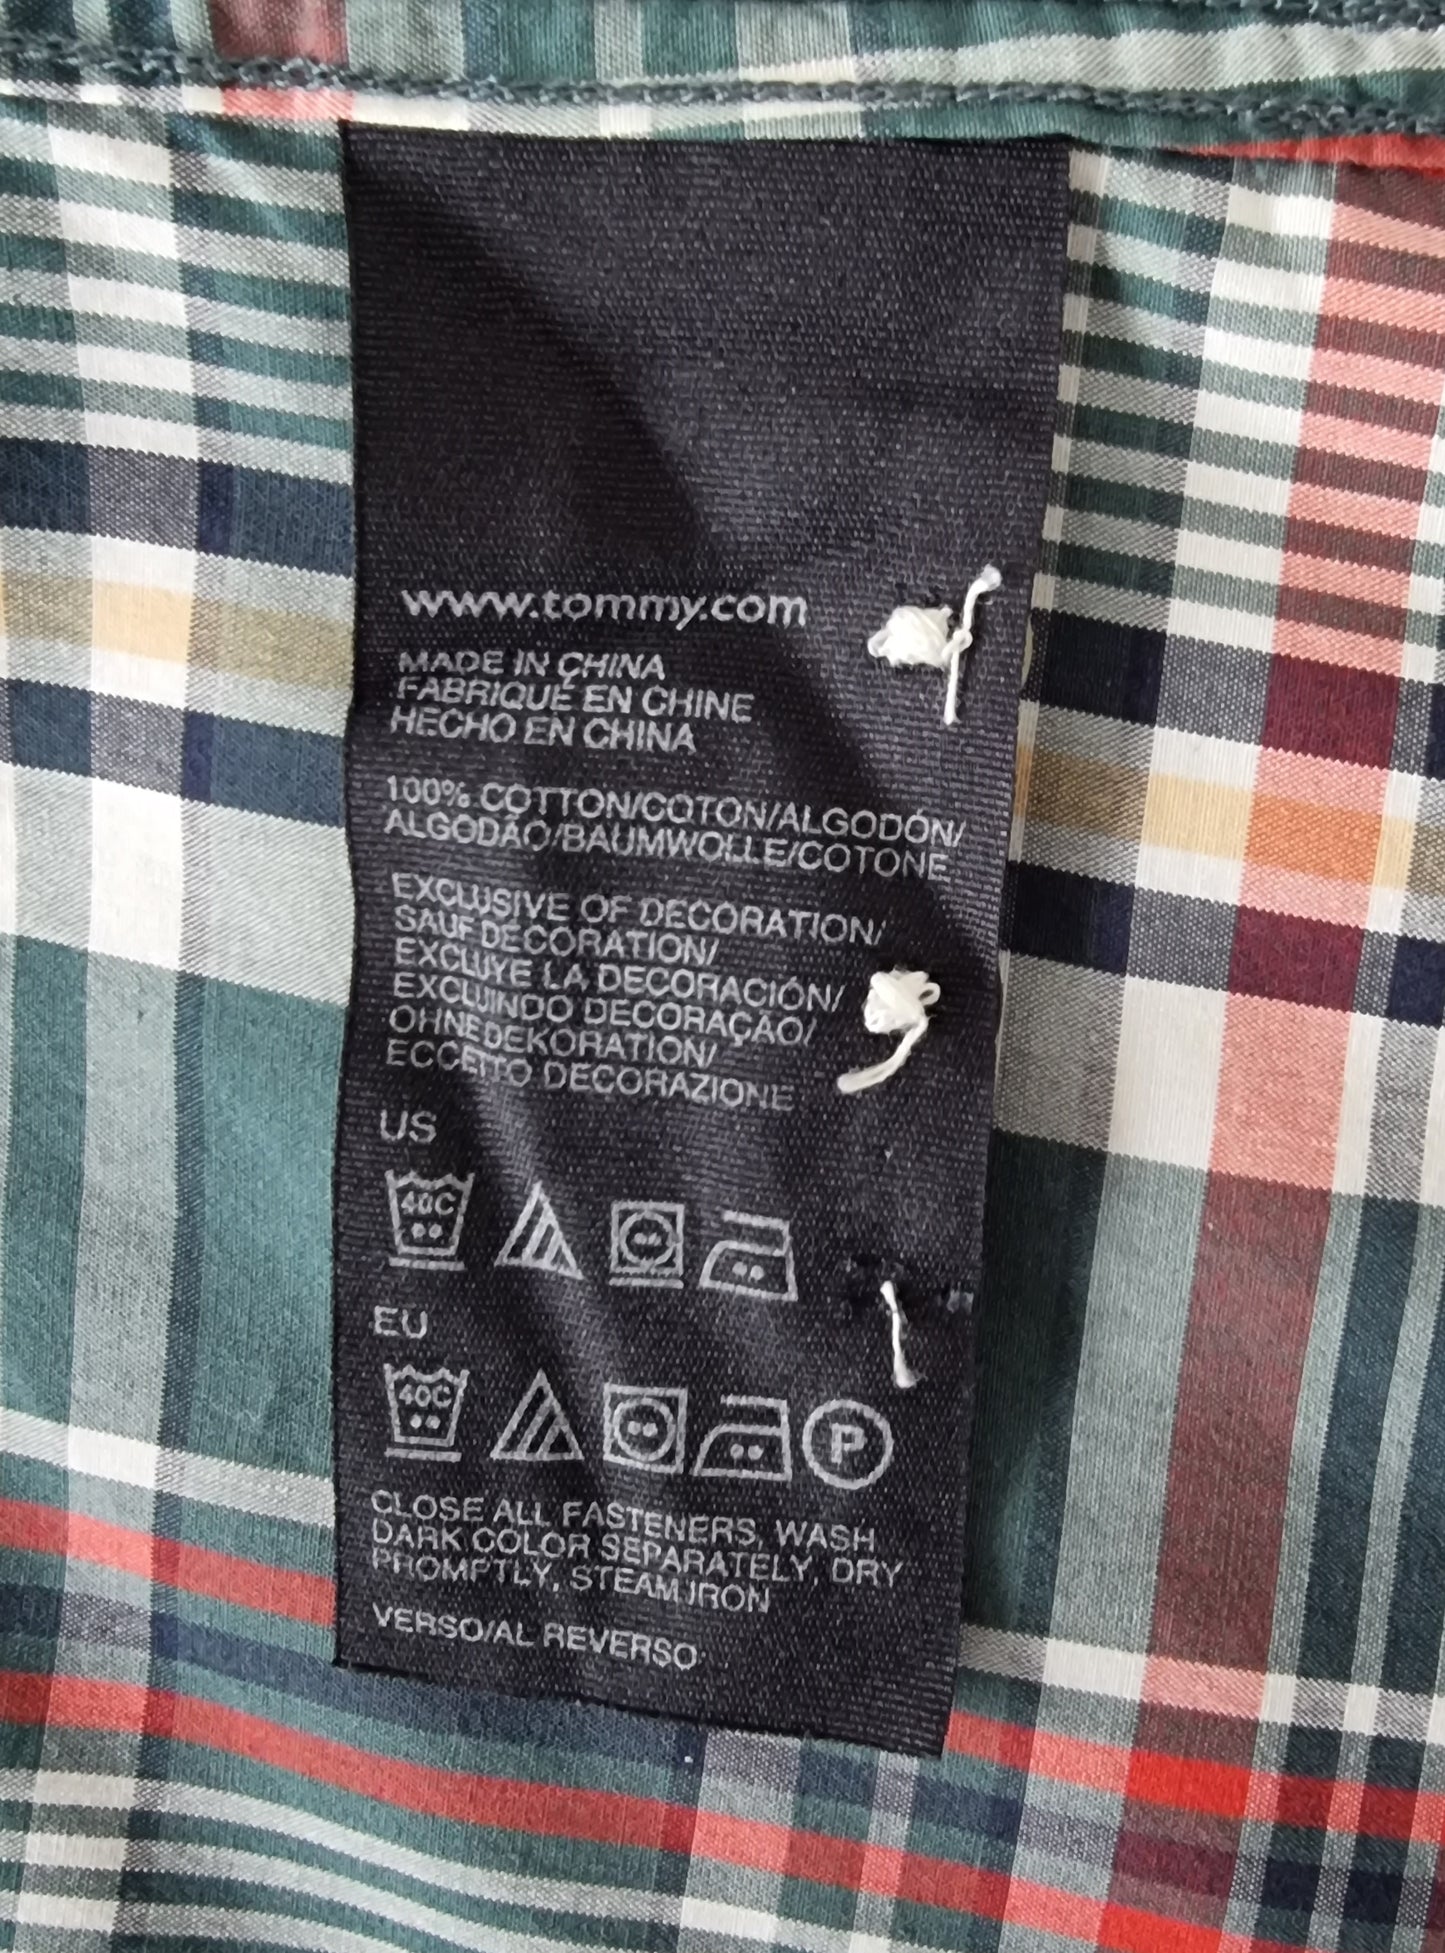 www.tommy.com
MADE IN CHINA
FABRIQUÉ EN CHINE
HECHO EN CHINA
100% COTTON/COTON/ALGODÓN/
ALGODÃO/BAUMWOLLE/COTONE
EXCLUSIVE OF DECORATION/
SAUF DECORATION/
EXCLUYE LA DECORACIÓN/
EXCLUINDO DECORAÇAO/
OHNE DEKORATION/
ECCETTO DECORAZIONE
US
40C
EU
40C
P
CLOSE ALL FASTENERS, WASH
DARK COLOR SEPARATELY, DRY
PROMPTLY, STEAM IRON
VERSO/AL REVERSO